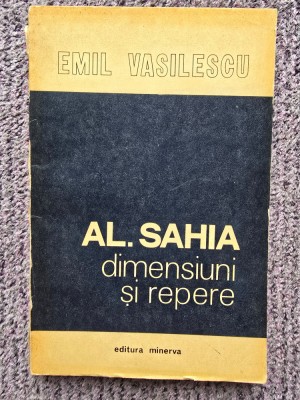 EMIL VASILESCU
AL. SAHIA
dimensiuni
și repere
editura minerva